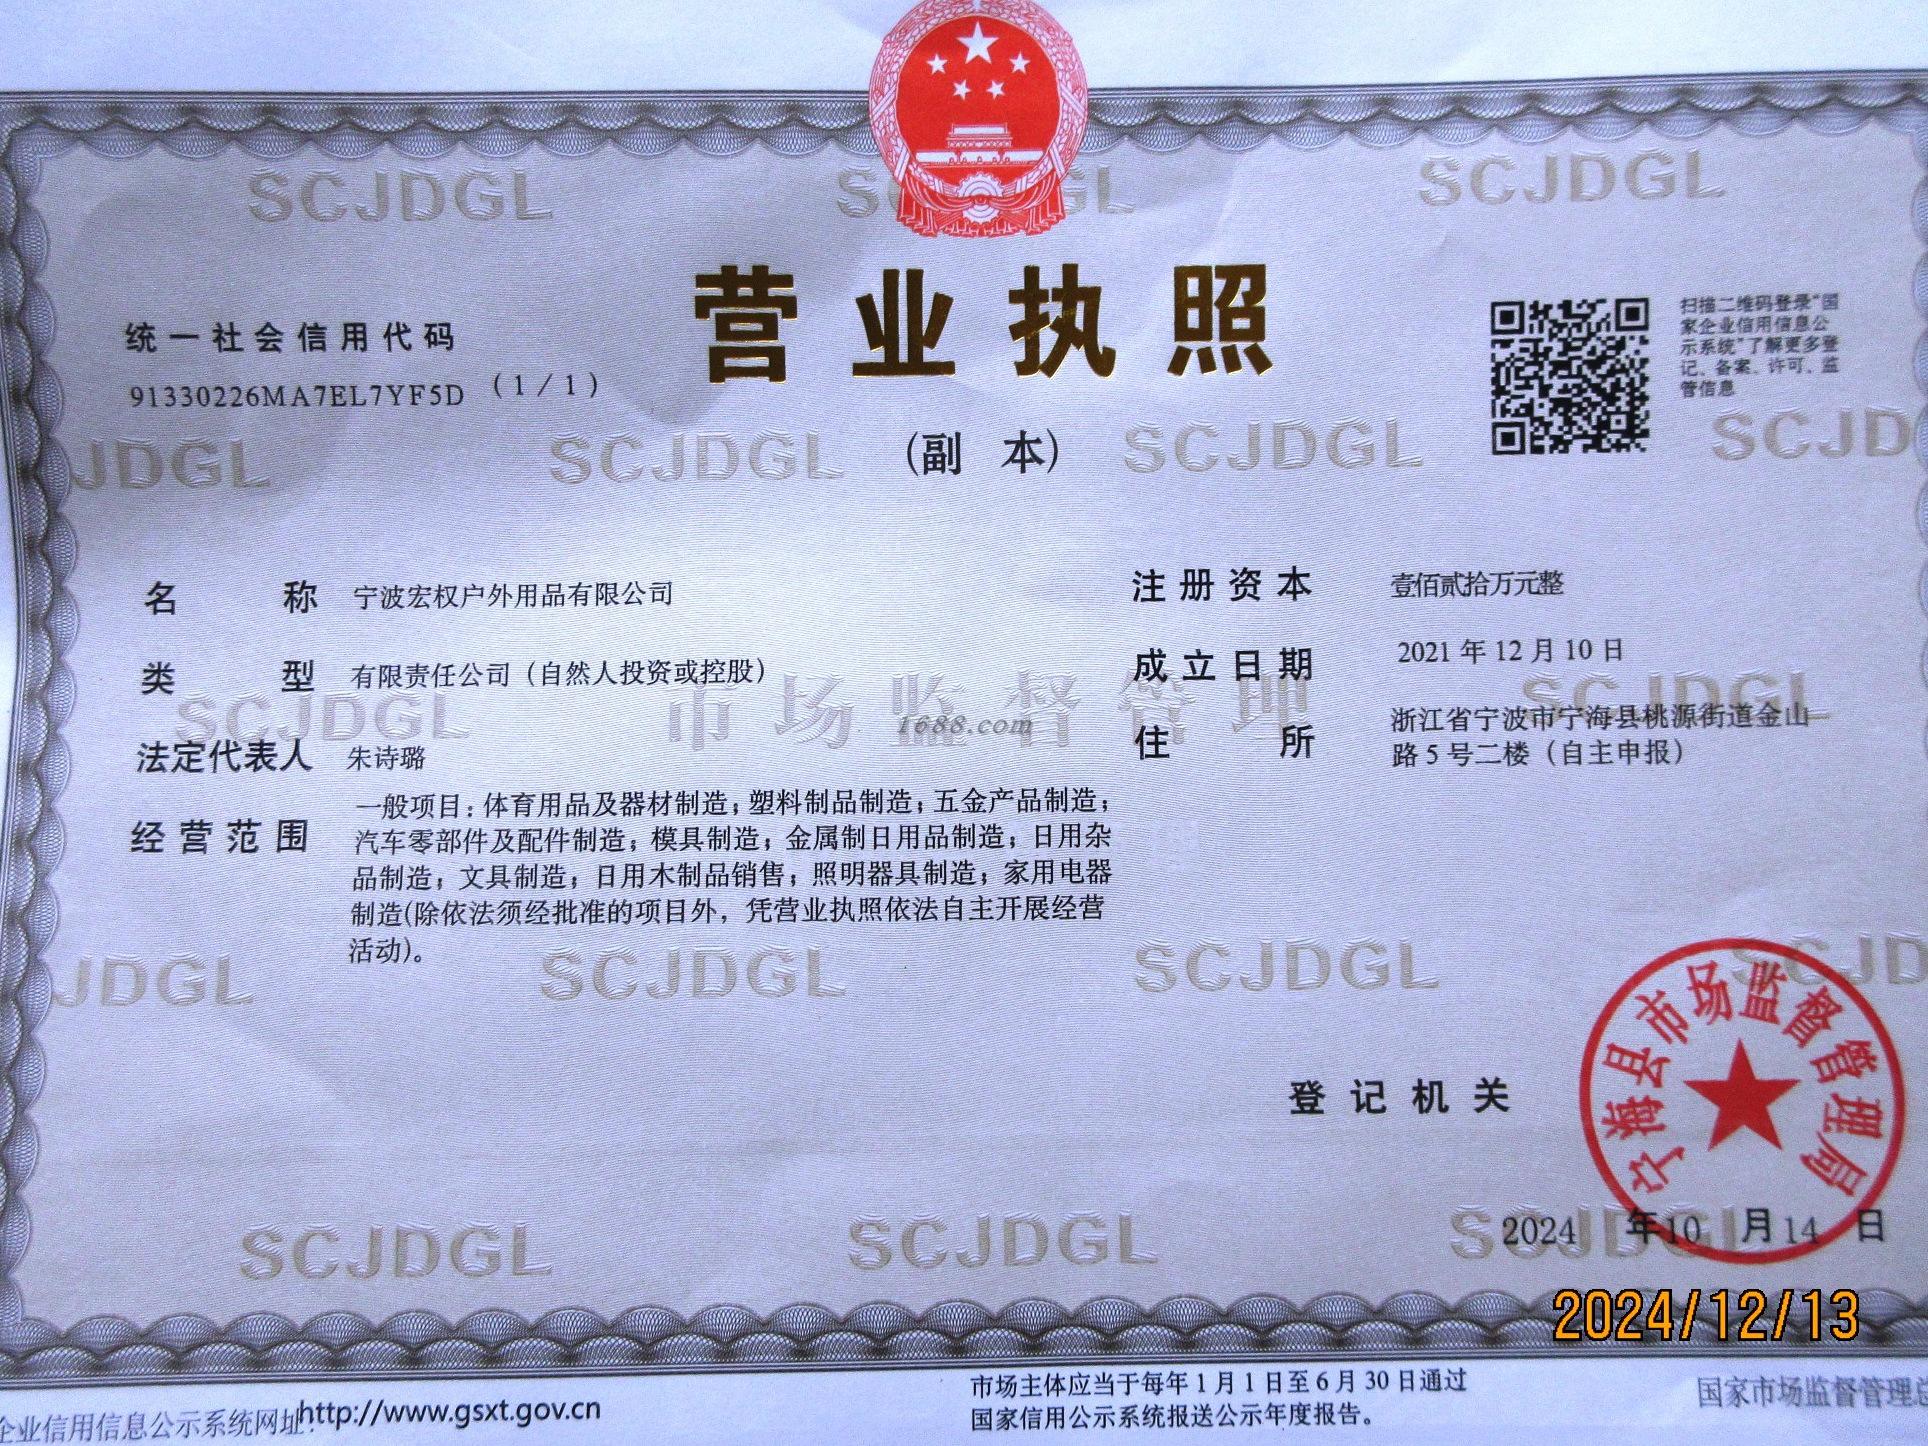 SCJDGL
SCJDGL
营业执照
(副 本)
统一社会信用代码
91330226MA7EL7YF5D (1/1)
扫描二维码登录"国
家企业信用信息公
示系统"了解更多登
记、备案、许可、监
管信息
JDGL
SCJDGL
SCJDGL
SCJD
名 称 宁波宏权户外用品有限公司
类 型 有限责任公司（自然人投资或控股）
法定代表人 朱诗璐
经营范围 一般项目: 体育用品及器材制造; 塑料制品制造; 五金产品制造;
汽车零部件及配件制造; 模具制造; 金属制日用品制造; 日用杂
品制造; 文具制造; 日用木制品销售; 照明器具制造; 家用电器
制造(除依法须经批准的项目外, 凭营业执照依法自主开展经营
活动)。
注册资本 壹佰贰拾万元整
成立日期 2021 年 12 月 10 日
住 所 浙江省宁波市宁海县桃源街道金山
路 5 号二楼（自主申报）
SCJDGL
市场监督管理
SCJDGL
1688.com
JDGL
SCJDGL
SCJDGL
SCJD
登记机关
宁海县市场监督管理局
2024 年 10 月 14 日
SCJDGL
SCJDGL
SCJDGL
2024/12/13
企业信用信息公示系统网址:http://www.gsxt.gov.cn
市场主体应当于每年 1 月 1 日至 6 月 30 日通过
国家信用公示系统报送公示年度报告。
国家市场监督管理总